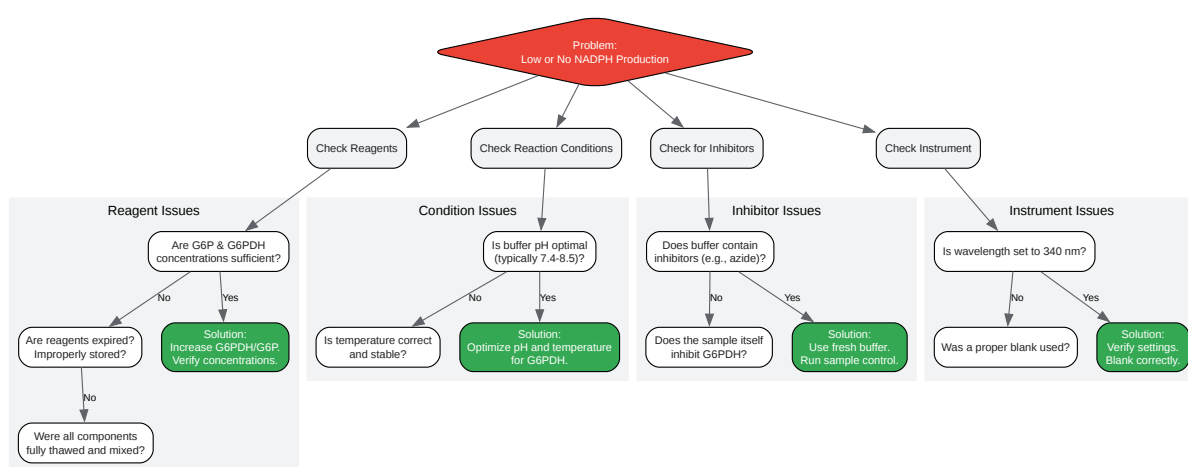 Problem:
Low or No NADPH Production
Check Reagents
Check Reaction Conditions
Check for Inhibitors
Check Instrument
Reagent Issues
Are G6P & G6PDH
concentrations sufficient?
No
Yes
Are reagents expired?
Improperly stored?
Solution:
Increase G6PDH/G6P.
Verify concentrations.
No
Were all components
fully thawed and mixed?
Condition Issues
Is buffer pH optimal
(typically 7.4-8.5)?
No
Yes
Is temperature correct
and stable?
Solution:
Optimize pH and temperature
for G6PDH.
Inhibitor Issues
Does buffer contain
inhibitors (e.g., azide)?
No
Yes
Does the sample itself
inhibit G6PDH?
Solution:
Use fresh buffer.
Run sample control.
Instrument Issues
Is wavelength set to 340 nm?
No
Yes
Was a proper blank used?
Solution:
Verify settings.
Blank correctly.